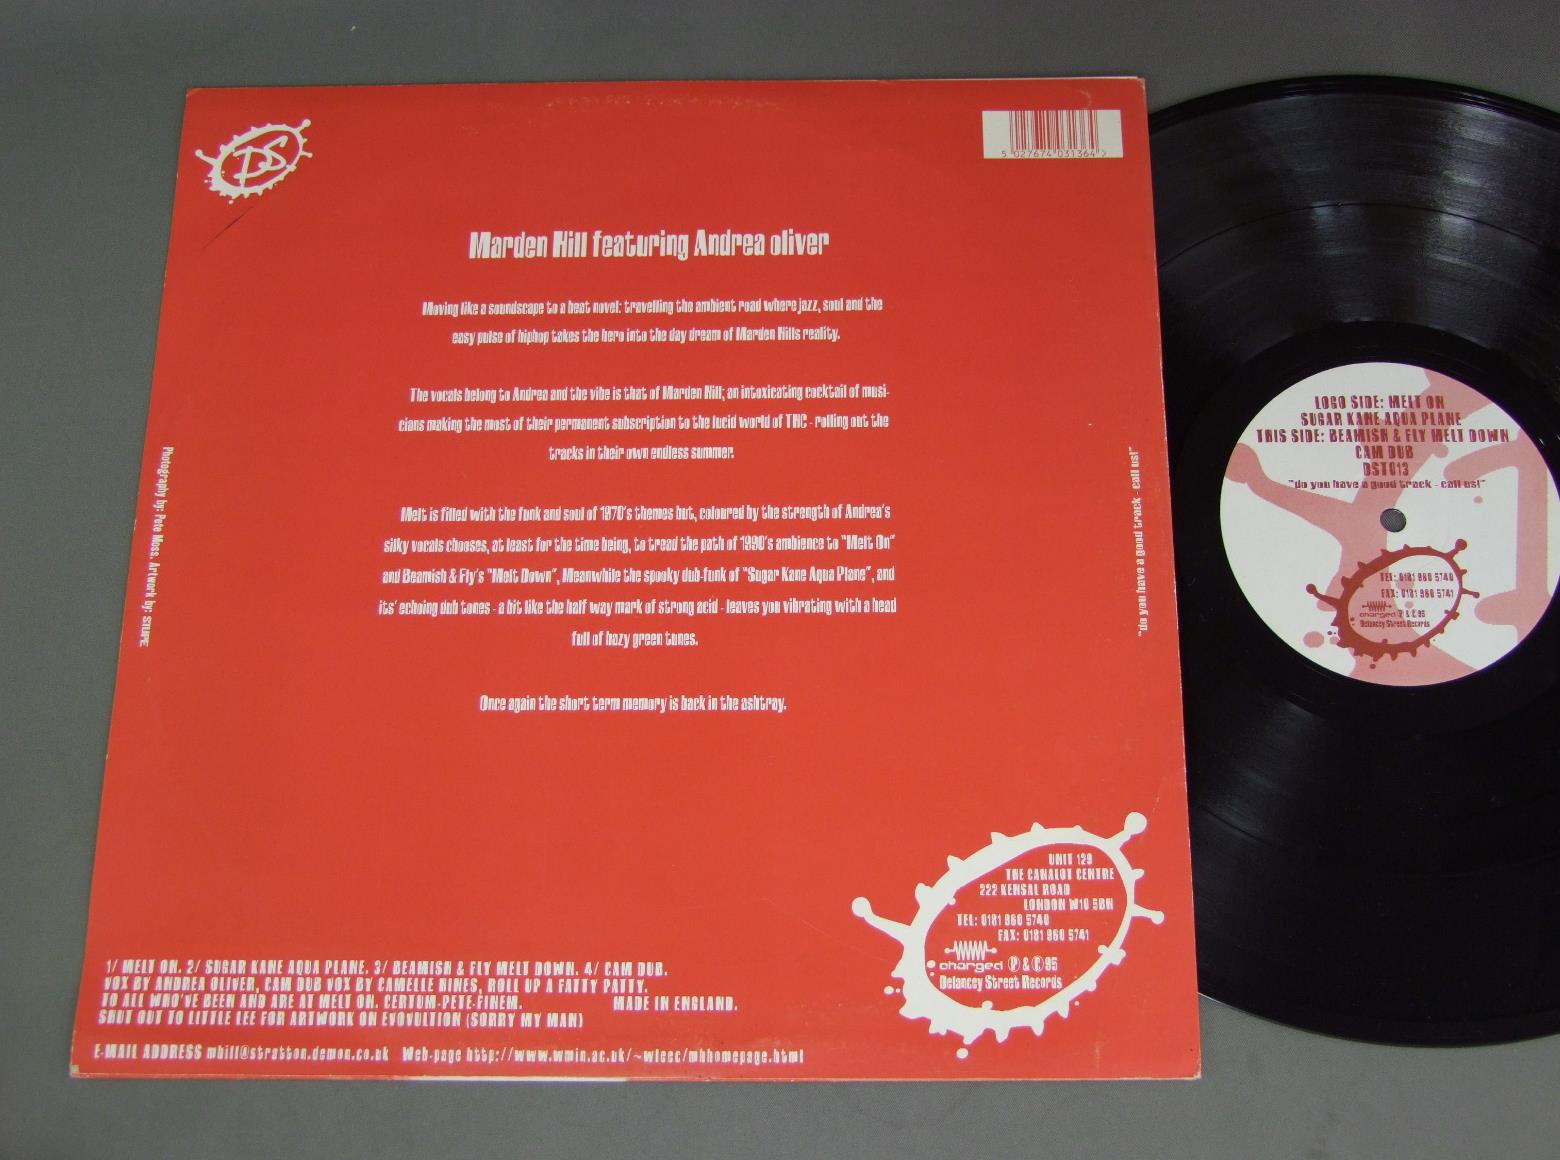 DS
5 027674 031364 >
Marden Hill featuring Andrea oliver
Moving like a soundscape to a beat novel: travelling the ambient road where jazz, soul and the
easy pulse of hiphop takes the hero into the day dream of Marden Hills reality.
The vocals belong to Andrea and the vibe is that of Marden Hill; an intoxicating cocktail of musi-
cians making the most of their permanent subscription to the lucid world of THC - rolling out the
tracks in their own endless summer.
Melt is filled with the funk and soul of 1970's themes but, coloured by the strength of Andrea's
silky vocals chooses, at least for the time being, to tread the path of 1990's ambience to "Melt On"
and Beamish & Fly's "Melt Down", Meanwhile the spooky dub-funk of "Sugar Kane Aqua Plane", and
its' echoing dub tones - a bit like the half way mark of strong acid - leaves you vibrating with a head
full of hazy green tunes.
Once again the short term memory is back in the ashtray.
Photography by: Pete Moss. Artwork by: STUPE
"do you have a good track - call us!"
UNIT 129
THE CANALOT CENTRE
222 KENSAL ROAD
LONDON W10 5BN
TEL: 0181 960 5740
FAX: 0181 960 5741
charged Ⓟ & © 95
Delancey Street Records
1/ MELT ON. 2/ SUGAR KANE AQUA PLANE. 3/ BEAMISH & FLY MELT DOWN. 4/ CAM DUB.
VOX BY ANDREA OLIVER, CAM DUB VOX BY CAMELLE HINES, ROLL UP A FATTY PATTY.
TO ALL WHO'VE BEEN AND ARE AT MELT ON. CERTUM-PETE-FINEM. MADE IN ENGLAND.
SHUT OUT TO LITTLE LEE FOR ARTWORK ON EVOVULTION (SORRY MY MAN)
E-MAIL ADDRESS mhill@stratton.demon.co.uk Web-page http://www.wmin.ac.uk/~wleec/mhhomepage.html
LOGO SIDE: MELT ON
SUGAR KANE AQUA PLANE
THIS SIDE: BEAMISH & FLY MELT DOWN
CAM DUB
DST013
"do you have a good track - call us!"
TEL: 0181 960 5740
FAX: 0181 960 5741
charged Ⓟ & © 95
Delancey Street Records